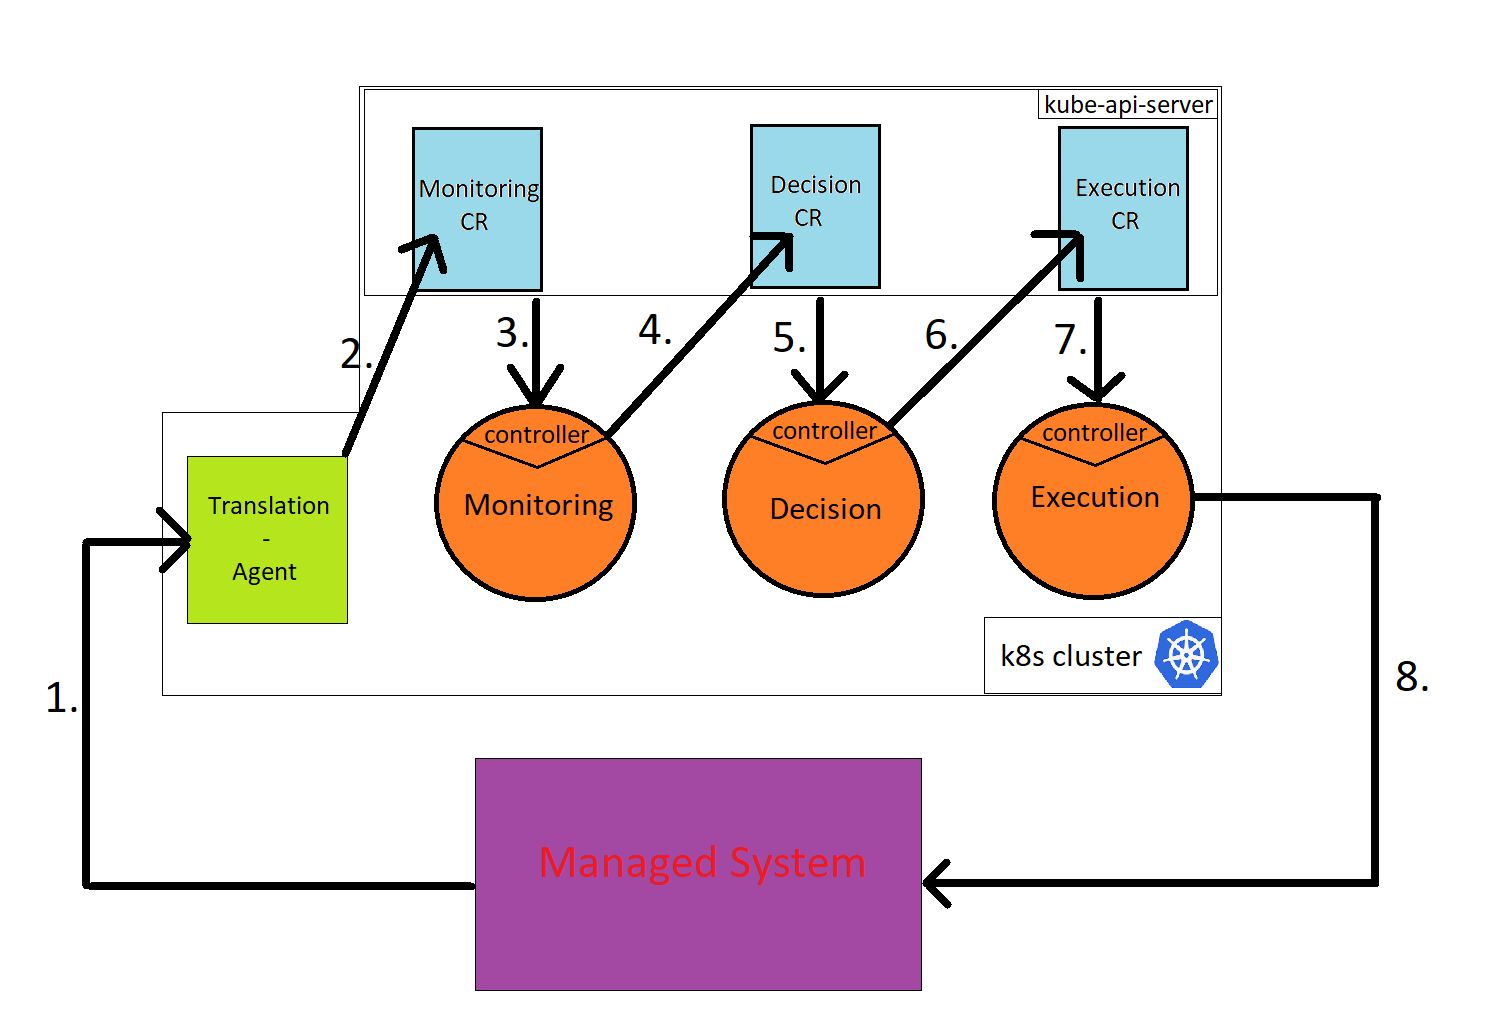 kube-api-server
Monitoring
CR
Decision
CR
Execution
CR
2.
3.
4.
5.
6.
7.
controller
Monitoring
controller
Decision
controller
Execution
Translation
-
Agent
k8s cluster
1.
8.
Managed System